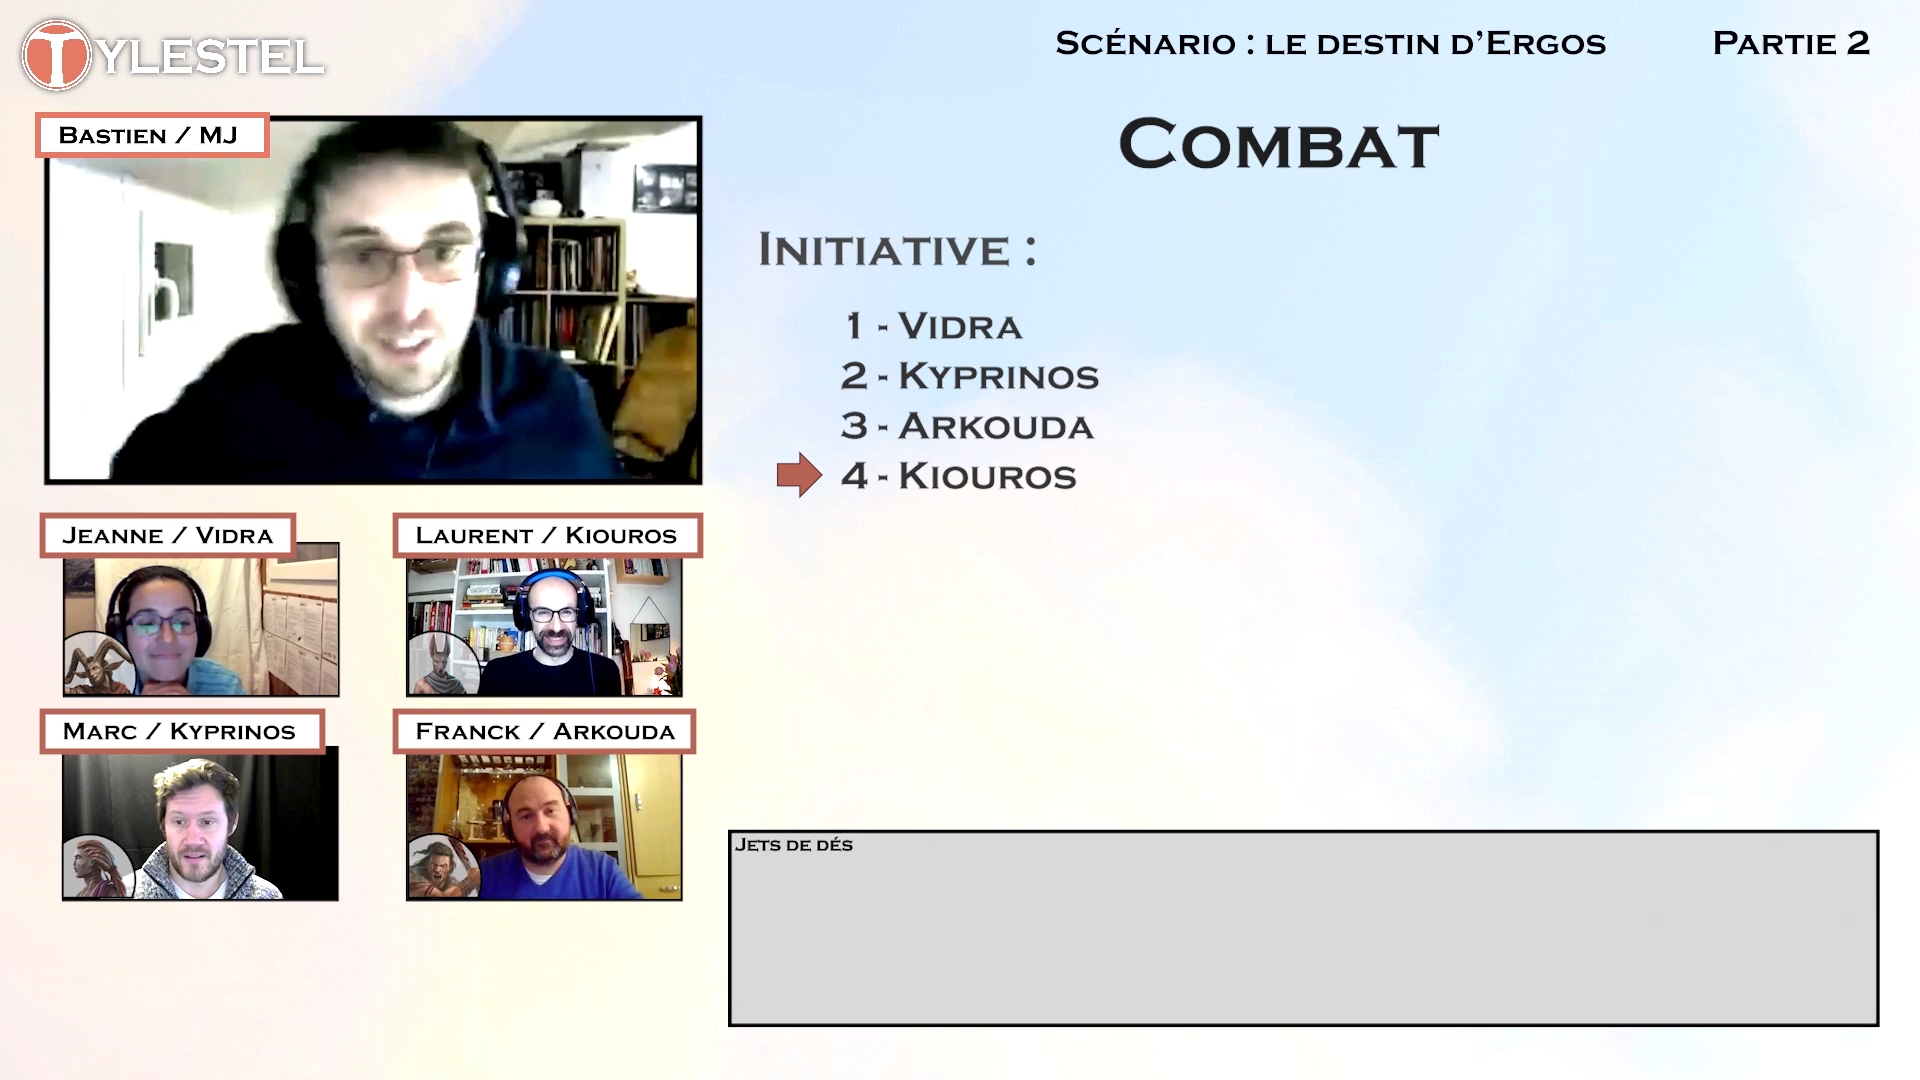 TYLESTEL
Scénario : le destin d'Ergos
Partie 2
Bastien / MJ
Combat
Initiative :
1 - Vidra
2 - Kyprinos
3 - Arkouda
4 - Kiouros
Jeanne / Vidra
Laurent / Kiouros
Marc / Kyprinos
Franck / Arkouda
Jets de dés